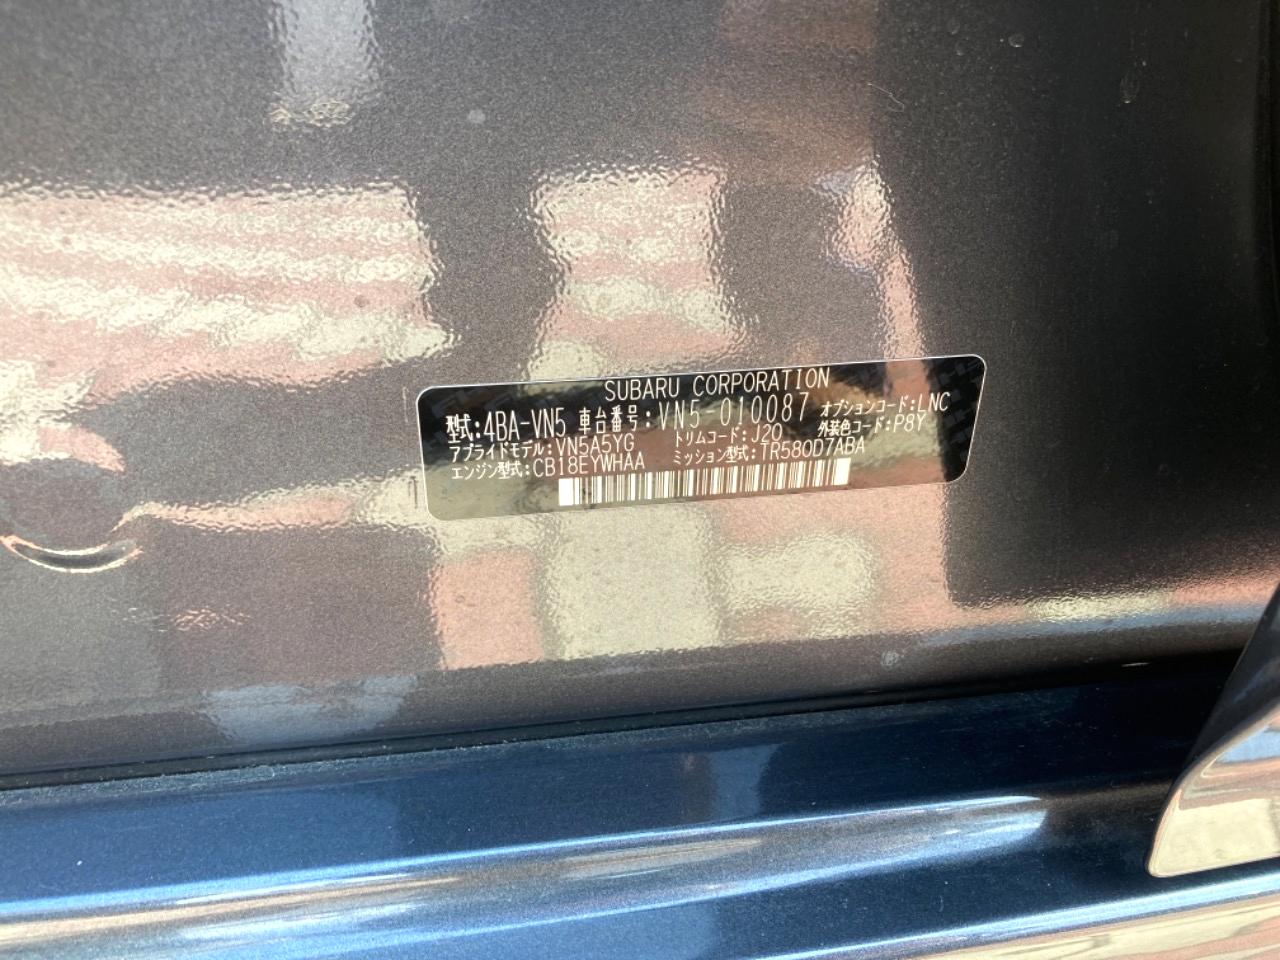 SUBARU CORPORATION
型式:4BA-VN5 車台番号:VN5-010087 オプションコード:LNC
アプライドモデル:VN5A5YG トリムコード:J20 外装色コード:P8Y
エンジン型式:CB18EYWHAA ミッション型式:TR580D7ABA